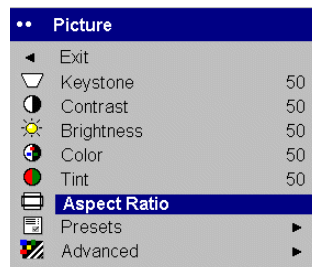 Picture
Exit
Keystone 50
Contrast 50
Brightness 50
Color 50
Tint 50
Aspect Ratio
Presets
Advanced